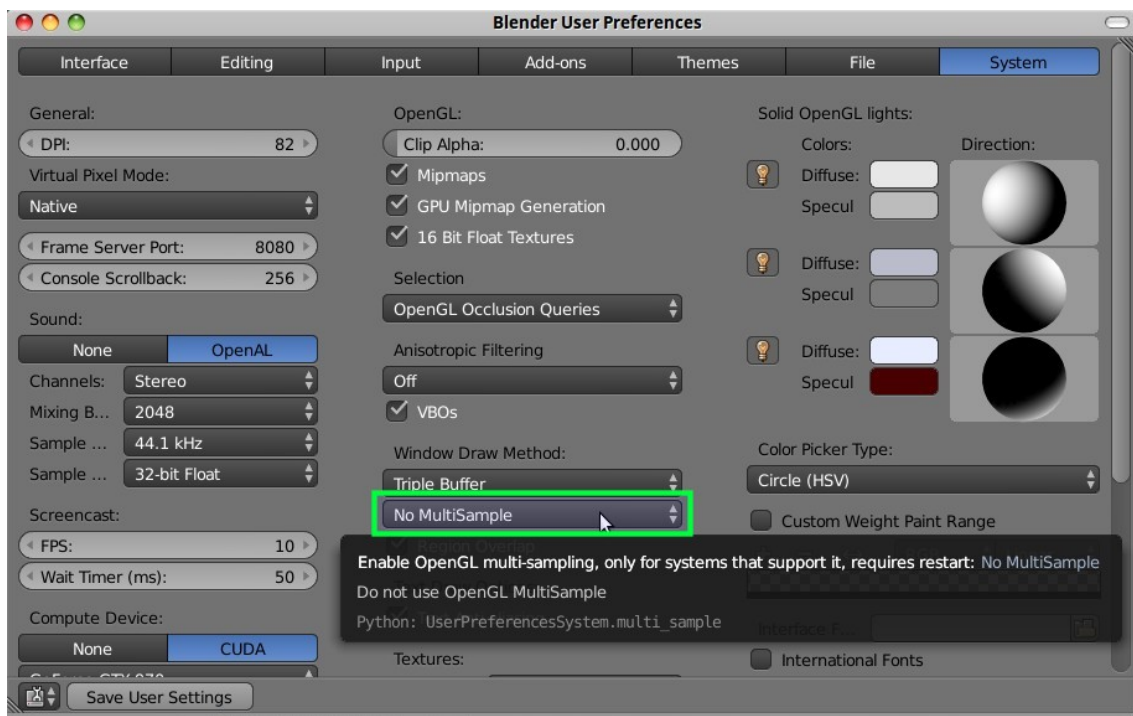 Blender User Preferences
Interface Editing Input Add-ons Themes File System
General:
DPI: 82
Virtual Pixel Mode:
Native
Frame Server Port: 8080
Console Scrollback: 256
Sound:
None OpenAL
Channels: Stereo
Mixing B... 2048
Sample ... 44.1 kHz
Sample ... 32-bit Float
Screencast:
FPS: 10
Wait Timer (ms): 50
Compute Device:
None CUDA
Save User Settings
OpenGL:
Clip Alpha: 0.000
Mipmaps
GPU Mipmap Generation
16 Bit Float Textures
Selection
OpenGL Occlusion Queries
Anisotropic Filtering
Off
VBOs
Window Draw Method:
Triple Buffer
No MultiSample
Region Overlap
Enable OpenGL multi-sampling, only for systems that support it, requires restart: No MultiSample
Do not use OpenGL MultiSample
Python: UserPreferencesSystem.multi_sample
Textures:
Solid OpenGL lights:
Colors: Direction:
Diffuse:
Specul
Diffuse:
Specul
Diffuse:
Specul
Color Picker Type:
Circle (HSV)
Custom Weight Paint Range
Interface F...
International Fonts